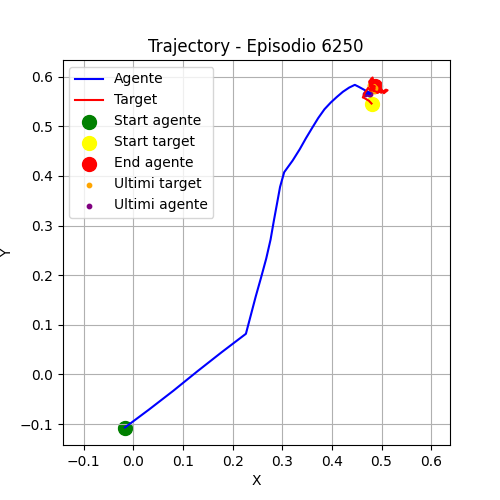 Trajectory - Episodio 6250
Agente
Target
Start agente
Start target
End agente
Ultimi target
Ultimi agente
Y
0.6
0.5
0.4
0.3
0.2
0.1
0.0
−0.1
−0.1
0.0
0.1
0.2
0.3
0.4
0.5
0.6
X